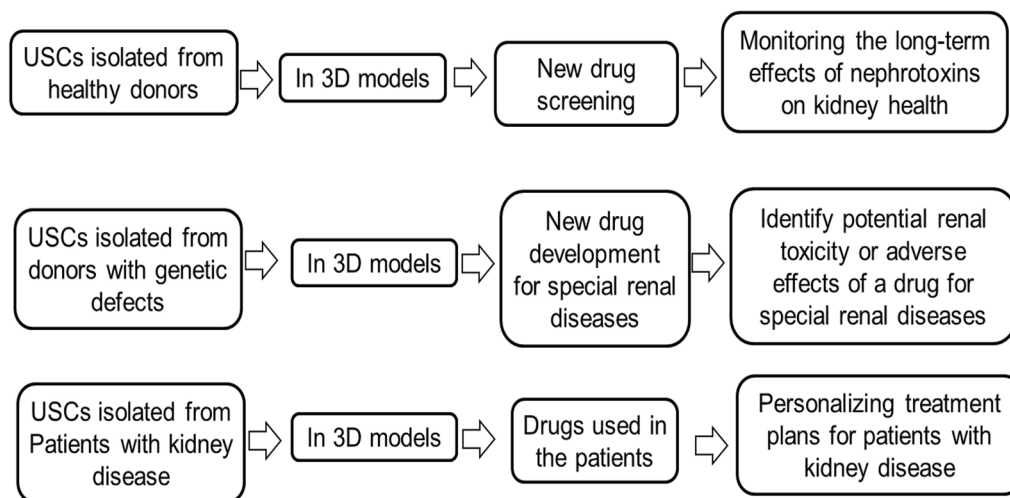 USCs isolated from
healthy donors
In 3D models
New drug
screening
Monitoring the long-term
effects of nephrotoxins
on kidney health
USCs isolated from
donors with genetic
defects
In 3D models
New drug
development
for special renal
diseases
Identify potential renal
toxicity or adverse
effects of a drug for
special renal diseases
USCs isolated from
Patients with kidney
disease
In 3D models
Drugs used in
the patients
Personalizing treatment
plans for patients with
kidney disease